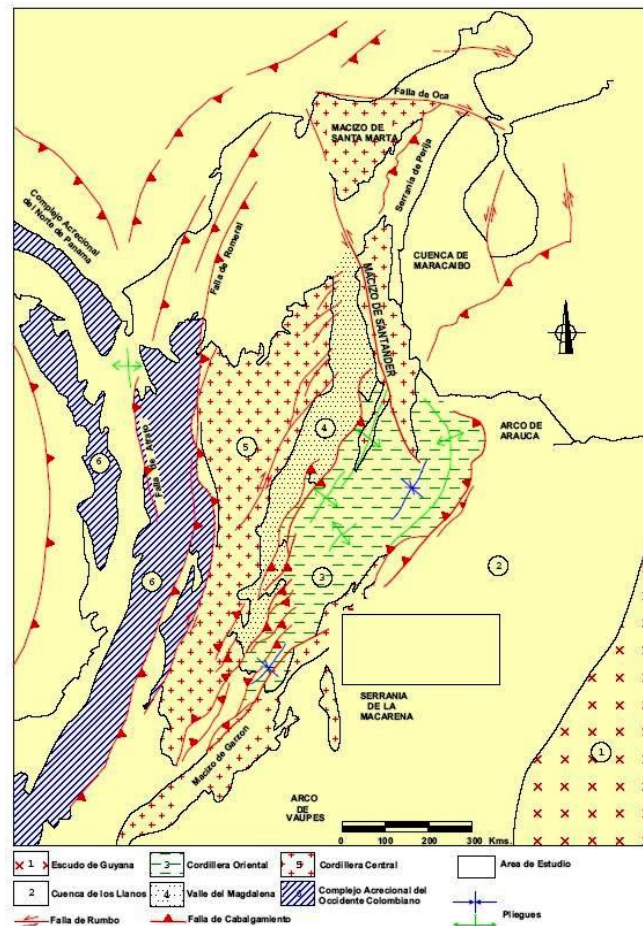 Falla de Oca
MACIZO DE
SANTA MARTA
Serranía de Perija
Complejo Acrecional
del Norte de Panama
Falla de Romeral
CUENCA DE
MARACAIBO
MACIZO DE SANTANDER
ARCO DE
ARAUCA
4
5
6
Falla de Atrato
2
3
6
SERRANIA
DE LA
MACARENA
1
Macizo de Garzon
ARCO
DE
VAUPES
0 100 200 300 Kms.
1 Escudo de Guyana
3 Cordillera Oriental
5 Cordillera Central
Area de Estudio
2 Cuenca de los Llanos
4 Valle del Magdalena
6 Complejo Acrecional del
Occidente Colombiano
Pliegues
Falla de Rumbo
Falla de Cabalgamiento